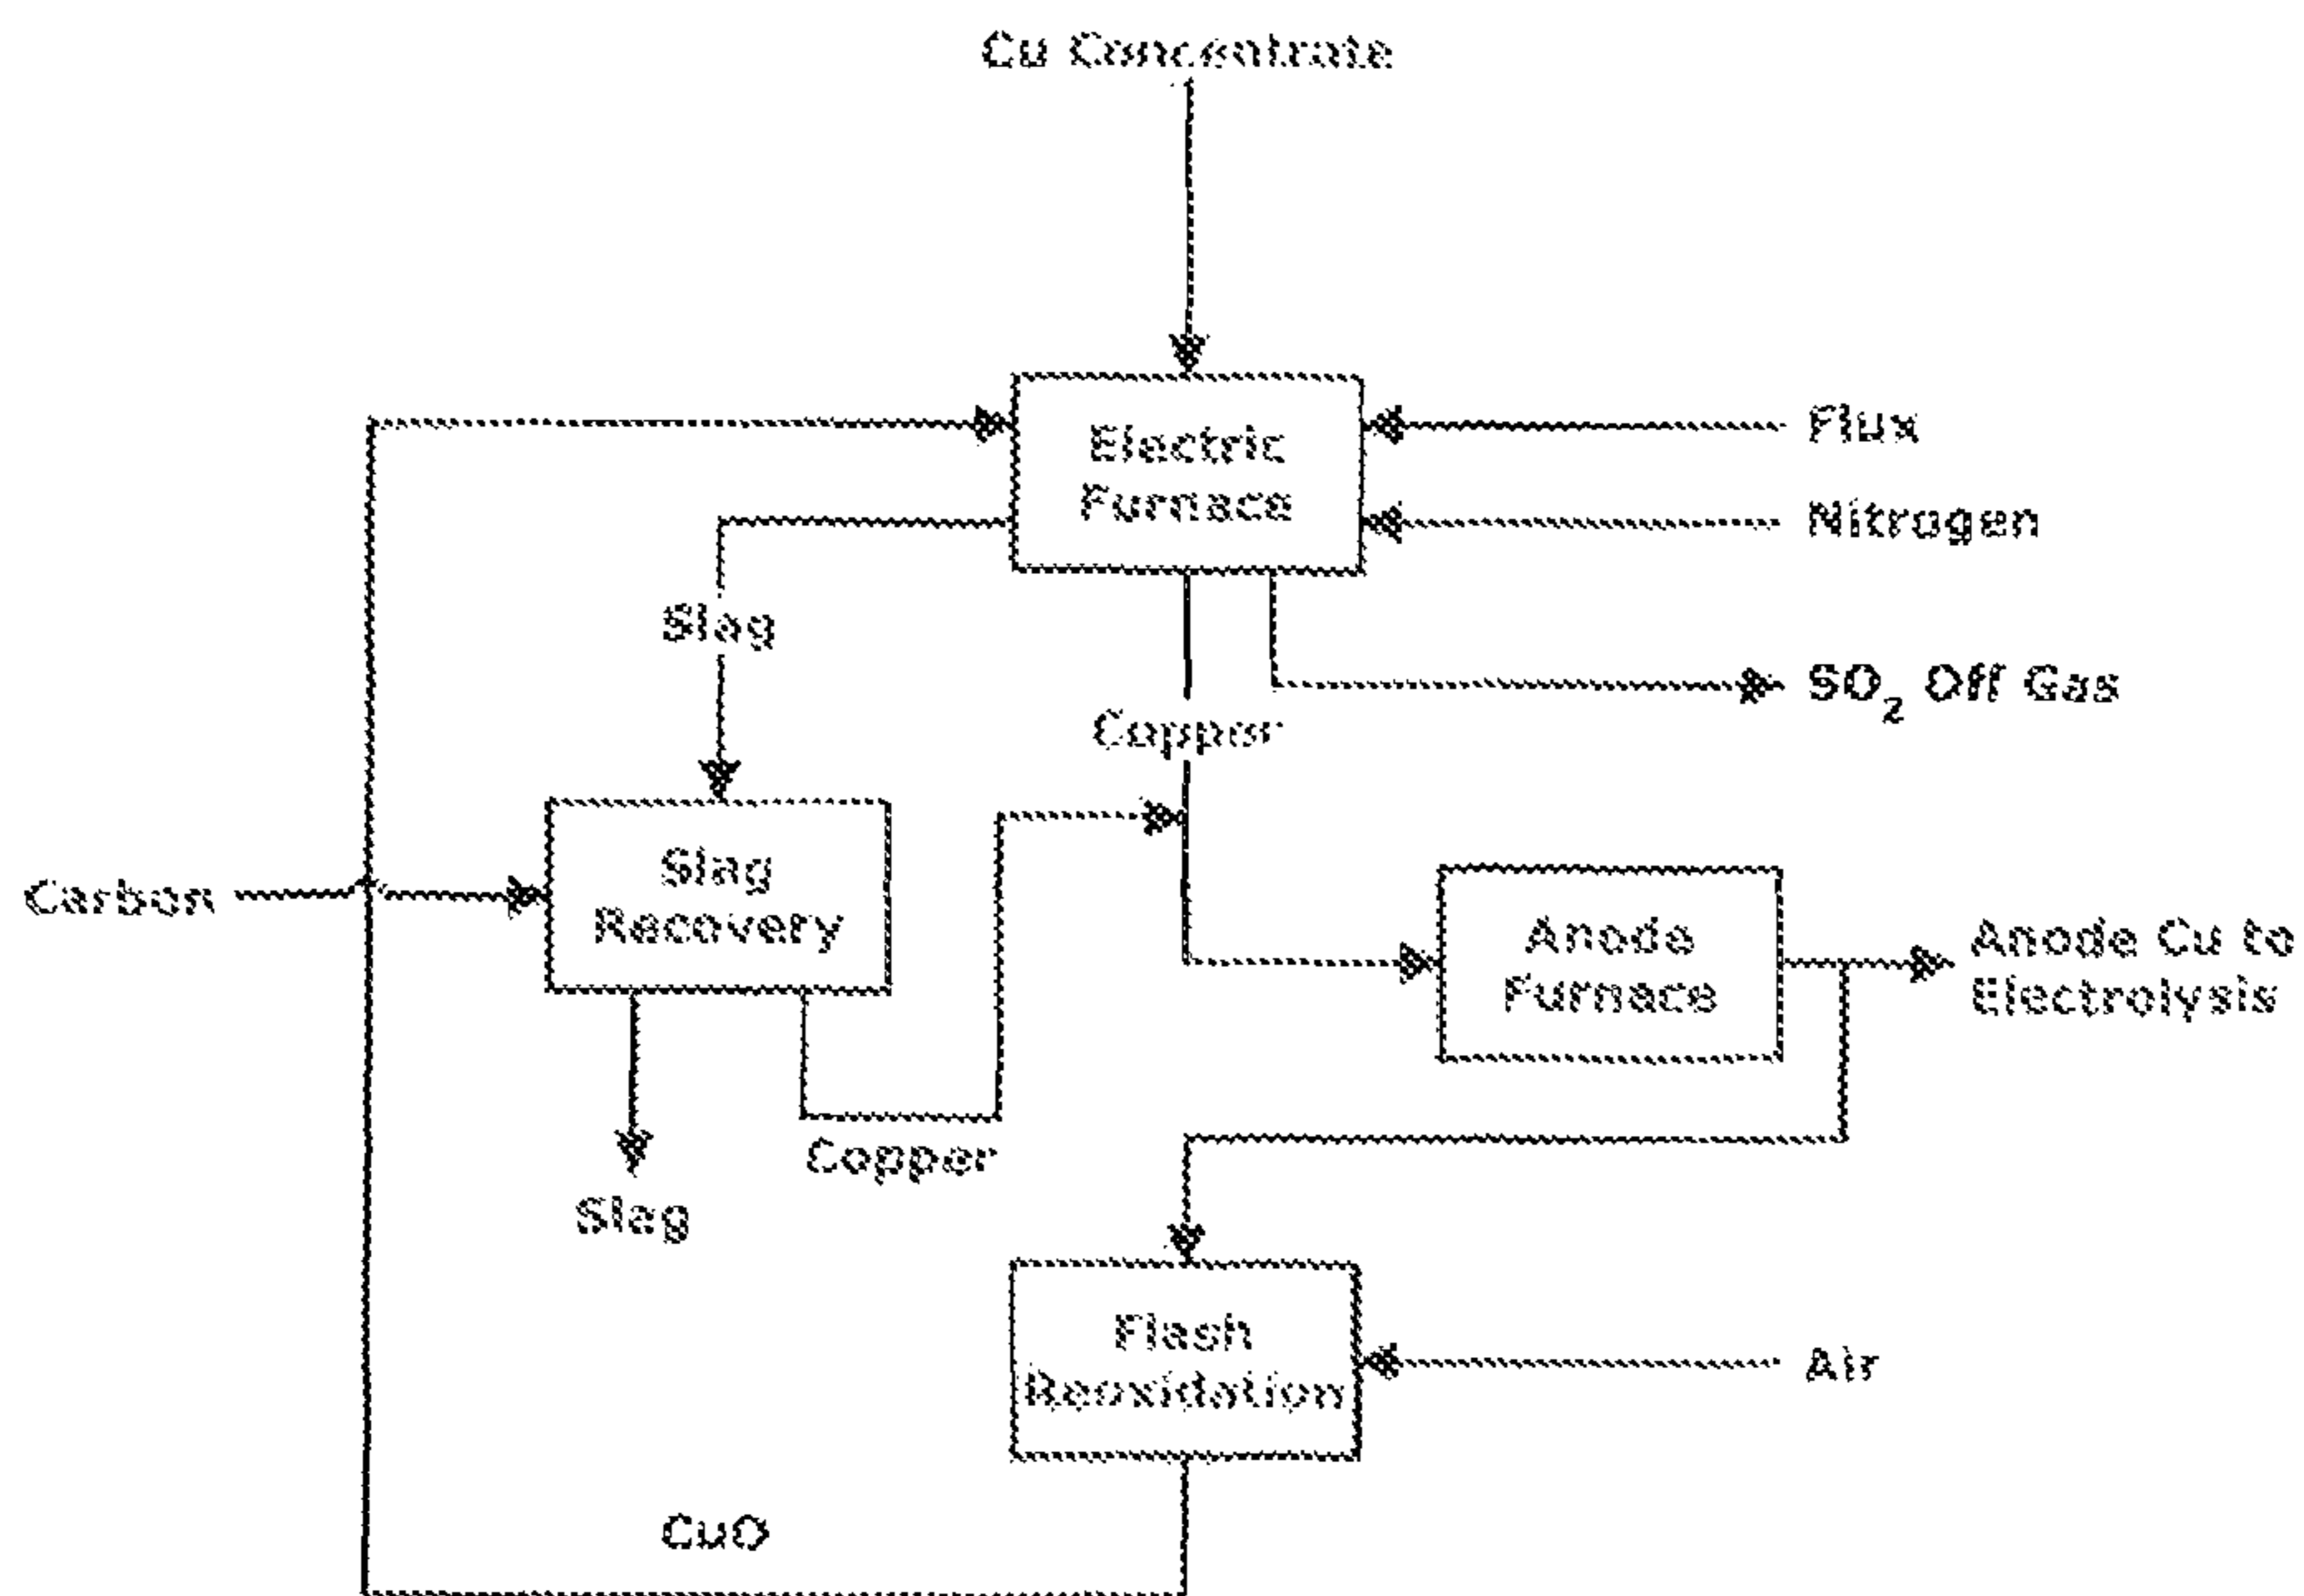 Cu Concentrate
Electric
Furnace
Flux
Nitrogen
Slag
SO₂ Off Gas
Copper
Carbon
Slag
Recovery
Anode
Furnace
Anode Cu to
Electrolysis
Copper
Slag
Flash
Reoxidation
Air
CuO